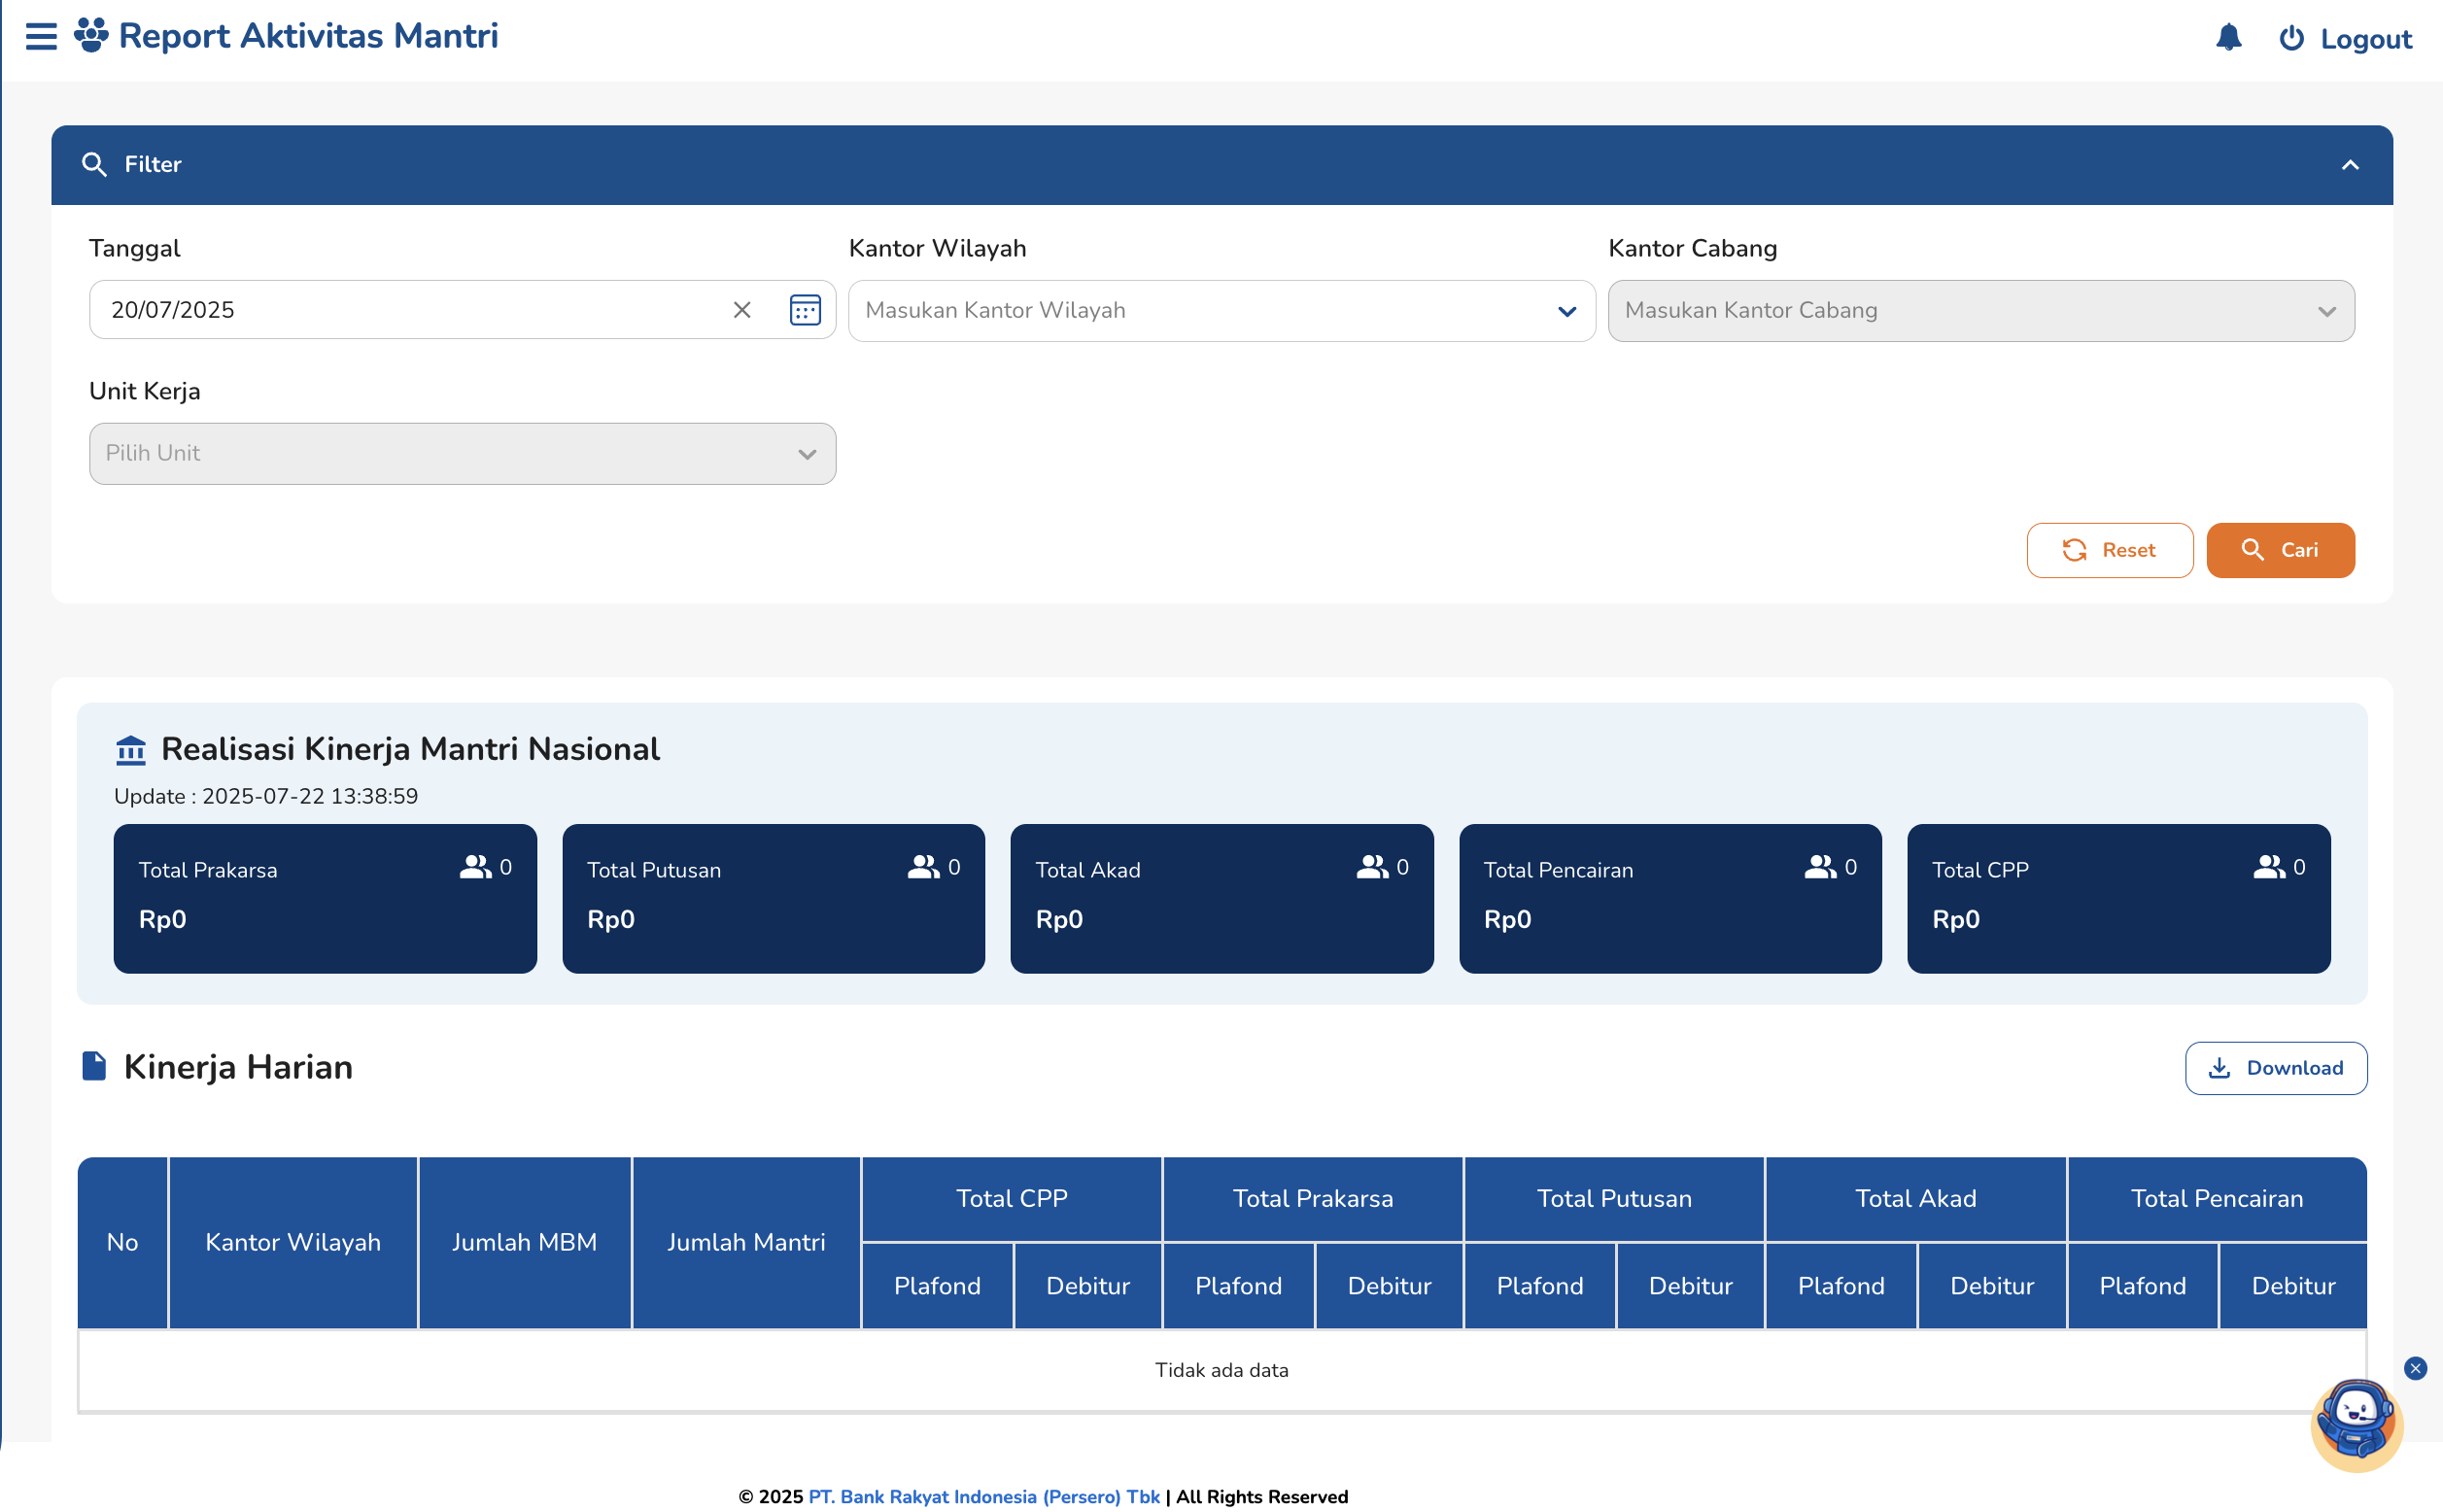 Report Aktivitas Mantri
Logout
Filter
Tanggal Kantor Wilayah Kantor Cabang
20/07/2025 Masukan Kantor Wilayah Masukan Kantor Cabang
Unit Kerja
Pilih Unit
Reset Cari
Realisasi Kinerja Mantri Nasional
Update : 2025-07-22 13:38:59
Total Prakarsa 0 Total Putusan 0 Total Akad 0 Total Pencairan 0 Total CPP 0
Rp0 Rp0 Rp0 Rp0 Rp0
Kinerja Harian Download
Total CPP Total Prakarsa Total Putusan Total Akad Total Pencairan
No Kantor Wilayah Jumlah MBM Jumlah Mantri
Plafond Debitur Plafond Debitur Plafond Debitur Plafond Debitur Plafond Debitur
Tidak ada data
© 2025 PT. Bank Rakyat Indonesia (Persero) Tbk | All Rights Reserved